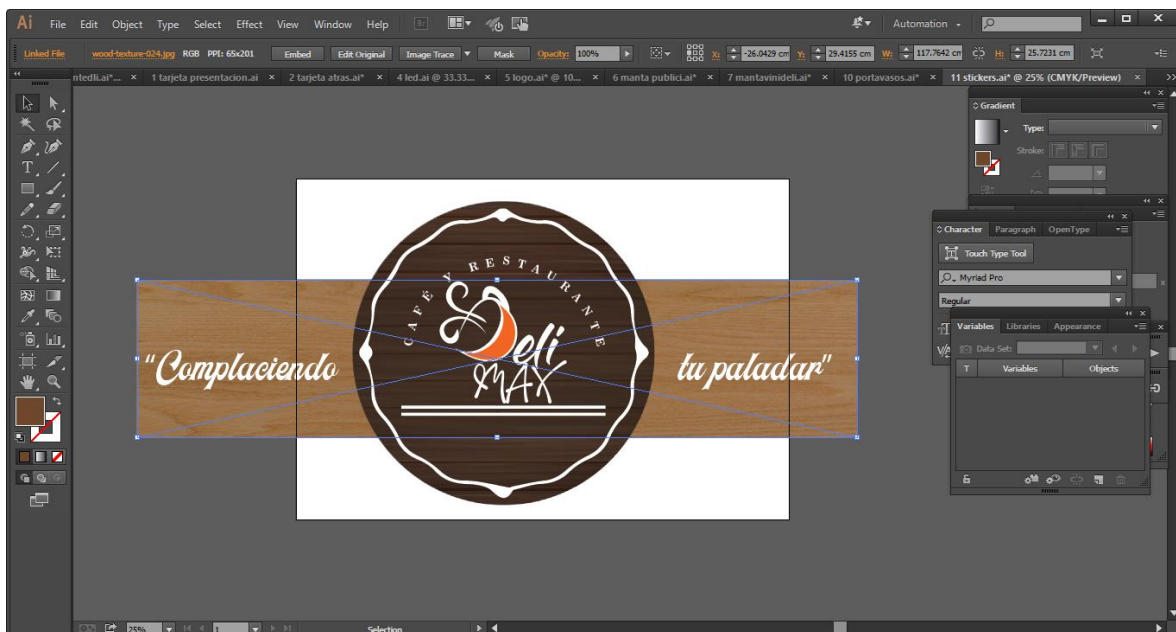 Ai File Edit Object Type Select Effect View Window Help Br Automation
Linked File wood-texture-024.jpg RGB PPI: 65x201 Embed Edit Original Image Trace Mask Opacity: 100% X: -26.0429 cm Y: 29.4155 cm W: 117.7642 cm H: 25.7231 cm
ntedli.ai*... × 1 tarjeta presentacion.ai × 2 tarjeta atras.ai* × 4 led.ai @ 33.33... × 5 logo.ai* @ 10... × 6 manta publici.ai* × 7 mantavinideli.ai* × 10 portavasos.ai* × 11 stickers.ai* @ 25% (CMYK/Preview) ×
Gradient
Type:
Stroke:
Character Paragraph OpenType
Touch Type Tool
Myriad Pro
Regular
Variables Libraries Appearance
Data Set:
T Variables Objects
CAFÉ Y RESTAURANTE
Deli
MAX
"Complaciendo tu paladar"
25% 1 Selection